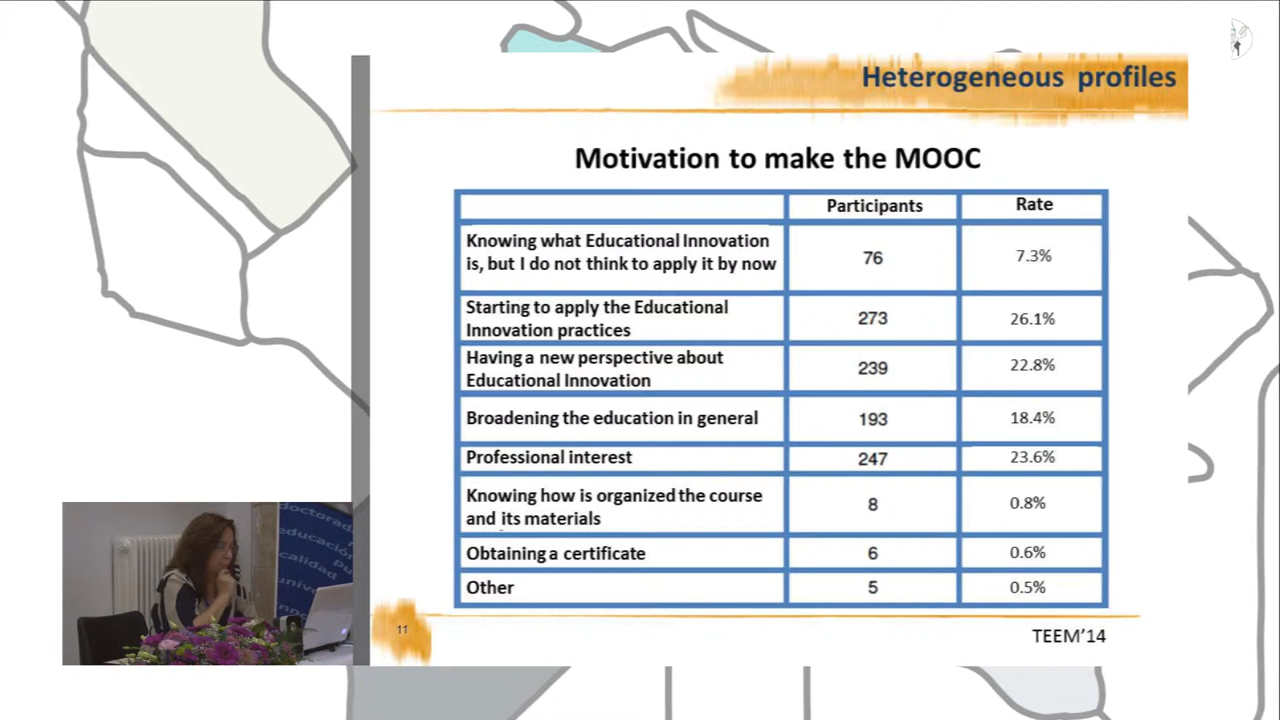 Heterogeneous profiles
Motivation to make the MOOC
Participants Rate
Knowing what Educational Innovation
is, but I do not think to apply it by now 76 7.3%
Starting to apply the Educational
Innovation practices 273 26.1%
Having a new perspective about
Educational Innovation 239 22.8%
Broadening the education in general 193 18.4%
Professional interest 247 23.6%
Knowing how is organized the course
and its materials 8 0.8%
Obtaining a certificate 6 0.6%
Other 5 0.5%
11
TEEM'14
doctorad
educación
calidad